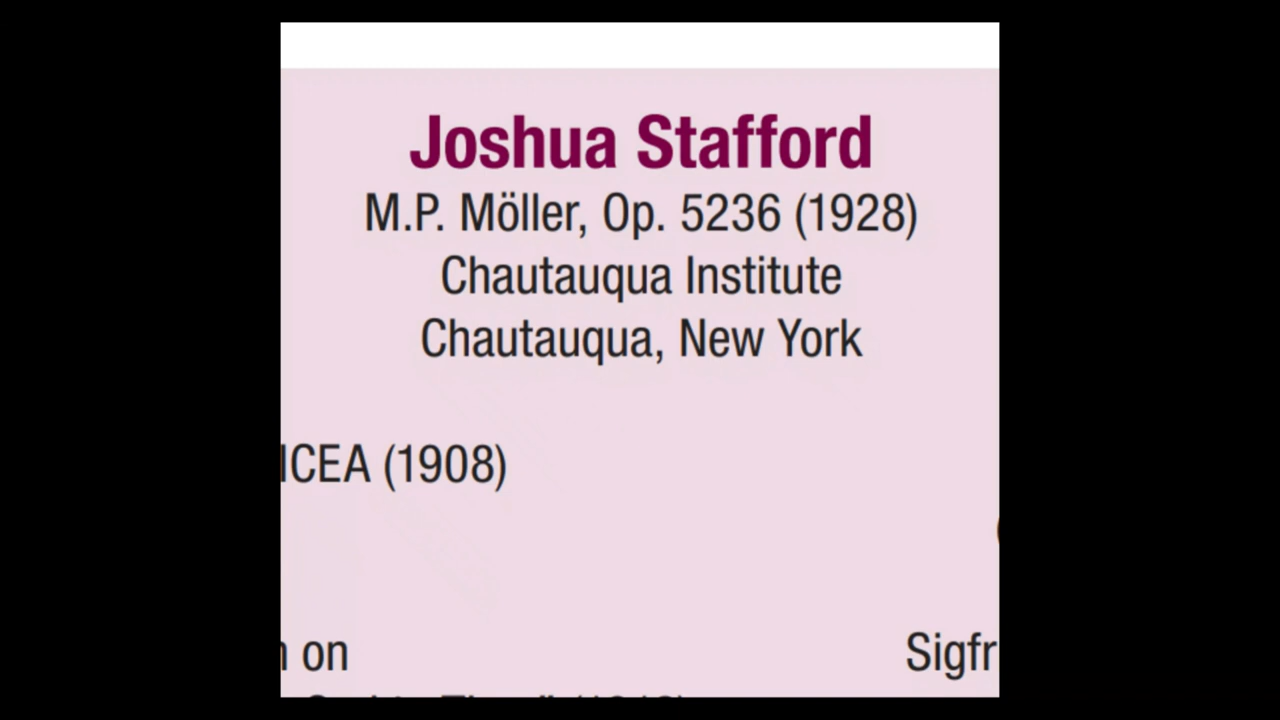 Joshua Stafford
M.P. Möller, Op. 5236 (1928)
Chautauqua Institute
Chautauqua, New York
ICEA (1908)
on
Sigfr